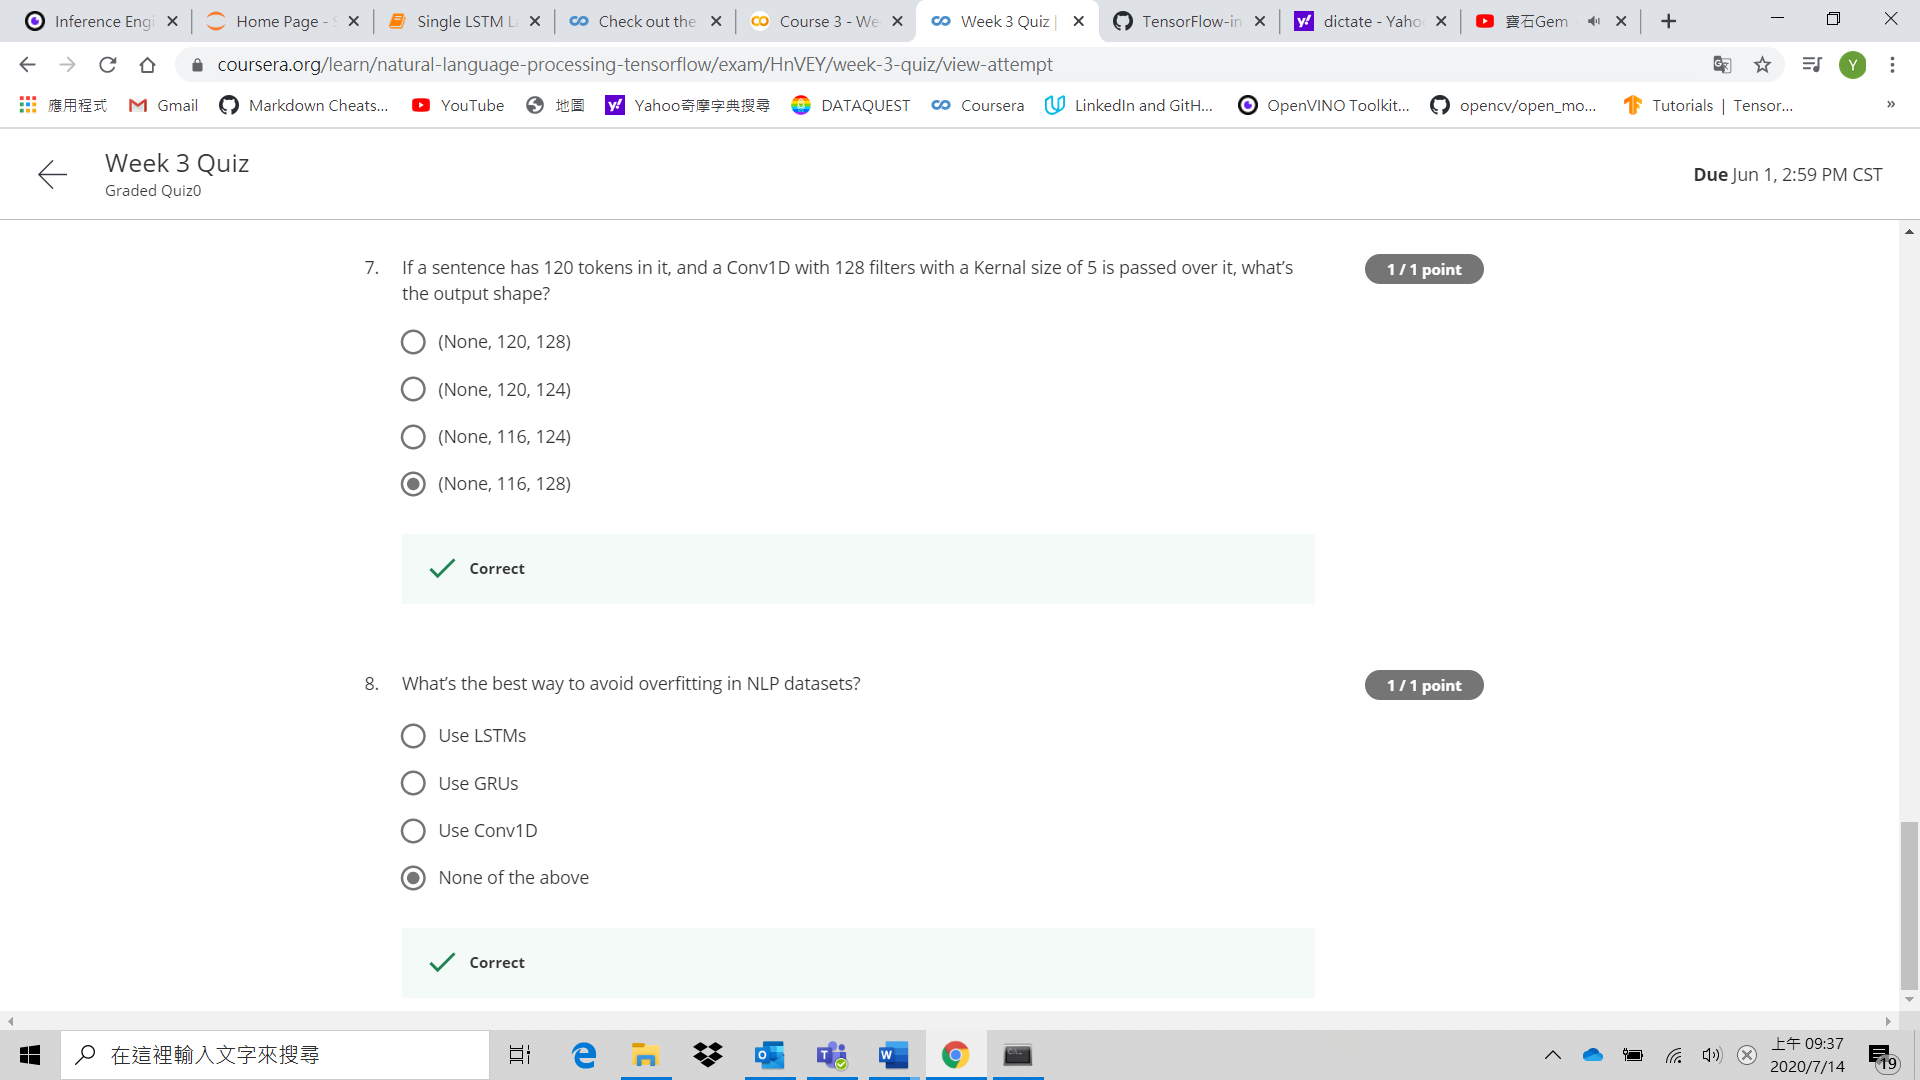 Inference Engi
Home Page - S
Single LSTM L
Check out the
Course 3 - We
Week 3 Quiz |
TensorFlow-in
dictate - Yaho
寶石Gem
coursera.org/learn/natural-language-processing-tensorflow/exam/HnVEY/week-3-quiz/view-attempt
Y
應用程式
Gmail
Markdown Cheats...
YouTube
地圖
Yahoo奇摩字典搜尋
DATAQUEST
Coursera
LinkedIn and GitH...
OpenVINO Toolkit...
opencv/open_mo...
Tutorials | Tensor...
»
Week 3 Quiz
Graded Quiz0
Due Jun 1, 2:59 PM CST
7. If a sentence has 120 tokens in it, and a Conv1D with 128 filters with a Kernal size of 5 is passed over it, what's
the output shape?
1 / 1 point
(None, 120, 128)
(None, 120, 124)
(None, 116, 124)
(None, 116, 128)
Correct
8. What's the best way to avoid overfitting in NLP datasets?
1 / 1 point
Use LSTMs
Use GRUs
Use Conv1D
None of the above
Correct
在這裡輸入文字來搜尋
上午 09:37
2020/7/14
19